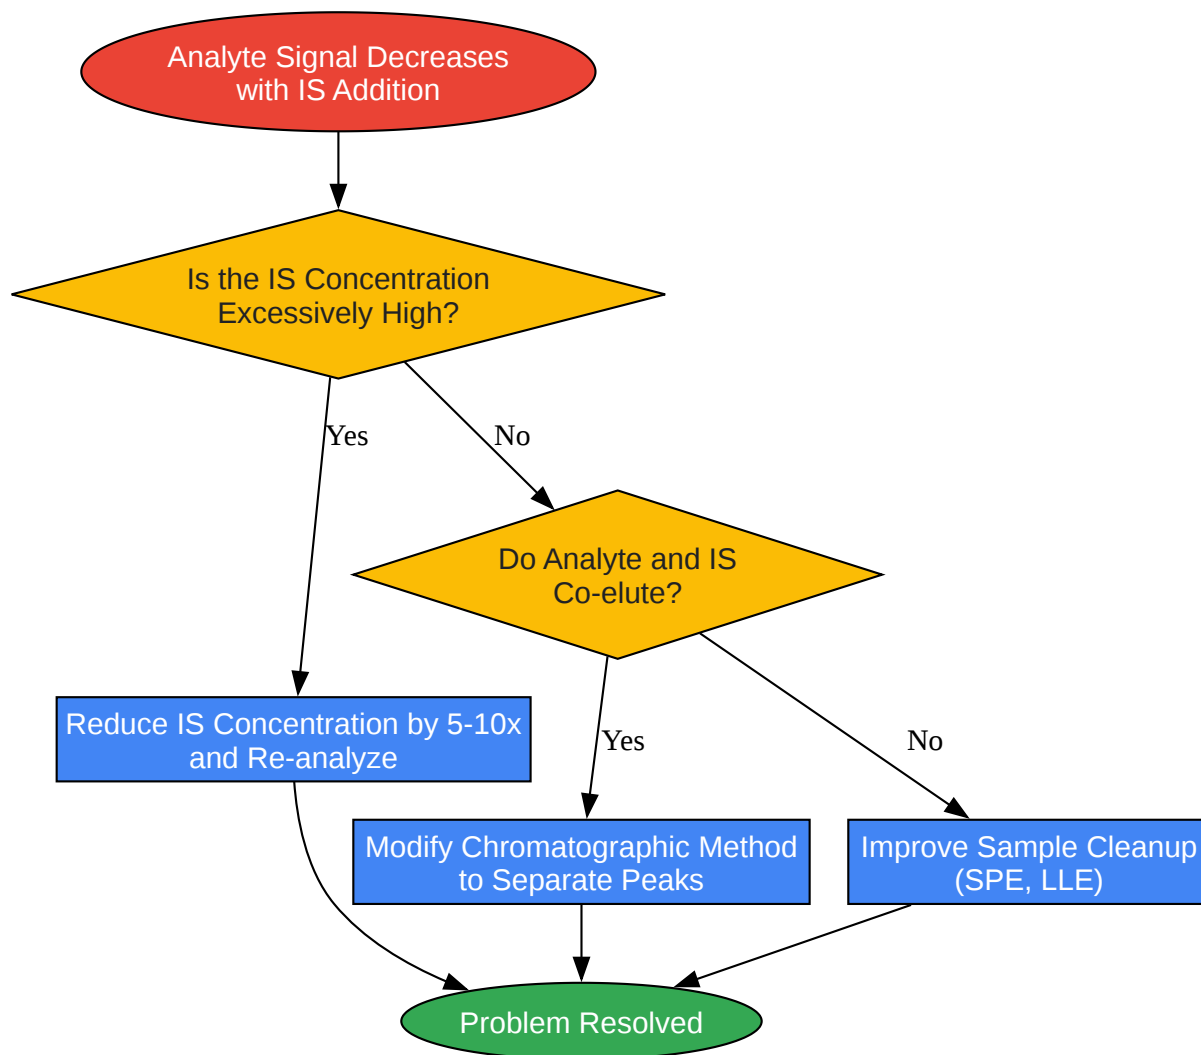 Analyte Signal Decreases
with IS Addition
Is the IS Concentration
Excessively High?
Yes
No
Do Analyte and IS
Co-elute?
Reduce IS Concentration by 5-10x
and Re-analyze
Yes
No
Modify Chromatographic Method
to Separate Peaks
Improve Sample Cleanup
(SPE, LLE)
Problem Resolved